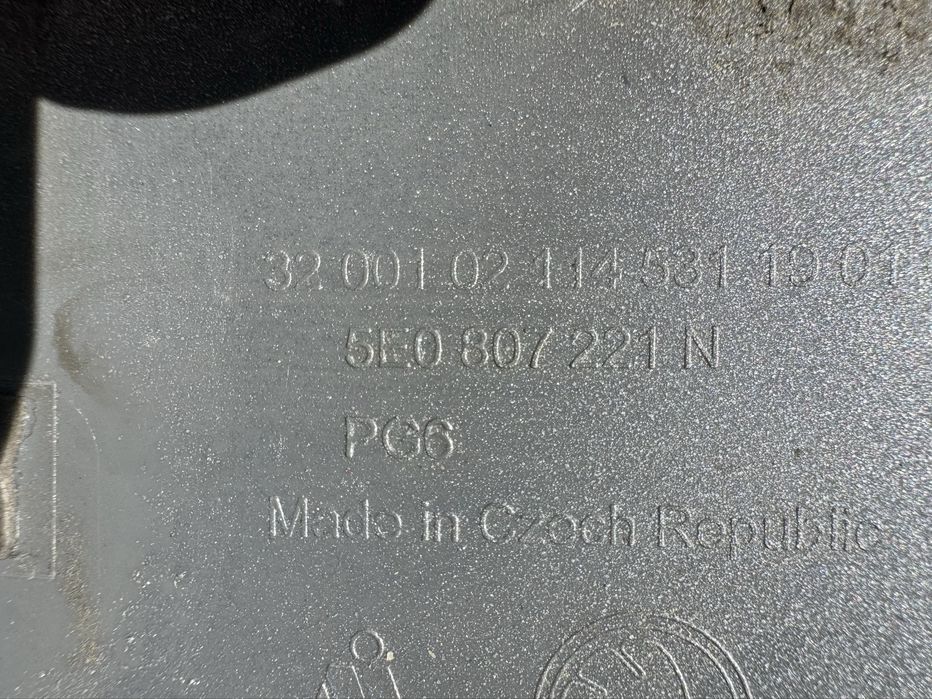 32 001 02 114 531 19 01
5E0 807 221 N
PG6
Made in Czech Republic